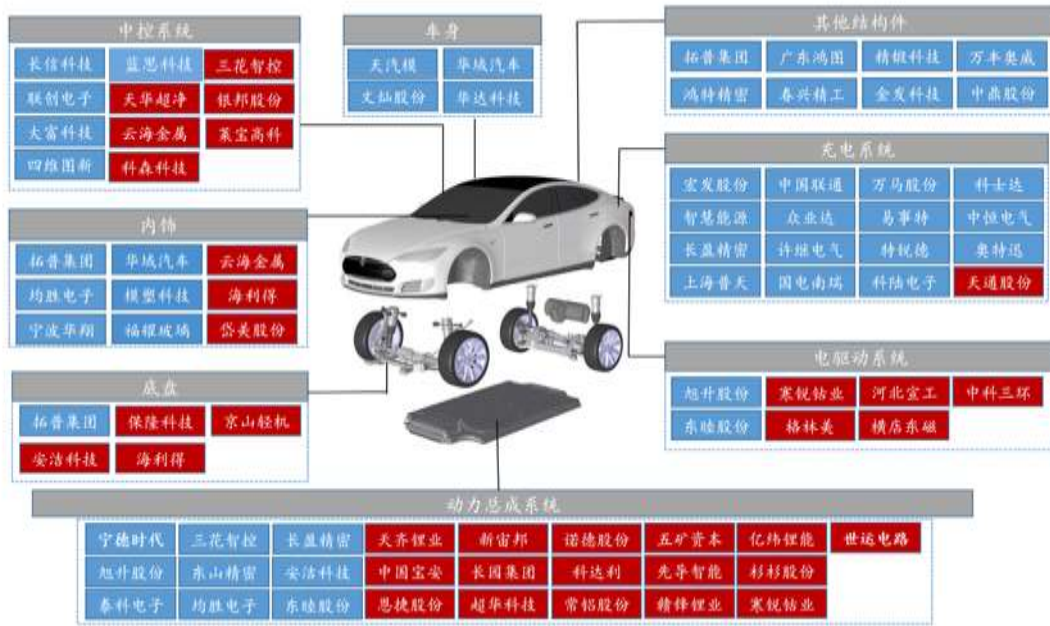 中控系统
长信科技 蓝思科技 三花智控
联创电子 天华超净 银邦股份
大富科技 云海金属 莱宝高科
四维图新 科森科技
车身
天汽模 华域汽车
文灿股份 华达科技
其他结构件
拓普集团 广东鸿图 精锻科技 万丰奥威
鸿特精密 春兴精工 金发科技 中鼎股份
充电系统
宏发股份 中国联通 万马股份 科士达
智慧能源 众业达 易事特 中恒电气
长盈精密 许继电气 特锐德 奥特迅
上海普天 国电南瑞 科陆电子 天通股份
内饰
拓普集团 华域汽车 云海金属
均胜电子 模塑科技 海利得
宁波华翔 福耀玻璃 岱美股份
电驱动系统
旭升股份 寒锐钴业 河北宣工 中科三环
东睦股份 格林美 横店东磁
底盘
拓普集团 保隆科技 京山轻机
安洁科技 海利得
动力总成系统
宁德时代 三花智控 长盈精密 天齐锂业 新宙邦 诺德股份 五矿资本 亿纬锂能 世运电路
旭升股份 东山精密 安洁科技 中国宝安 长园集团 科达利 先导智能 杉杉股份
泰科电子 均胜电子 东睦股份 恩捷股份 超华科技 常铝股份 赣锋锂业 寒锐钴业